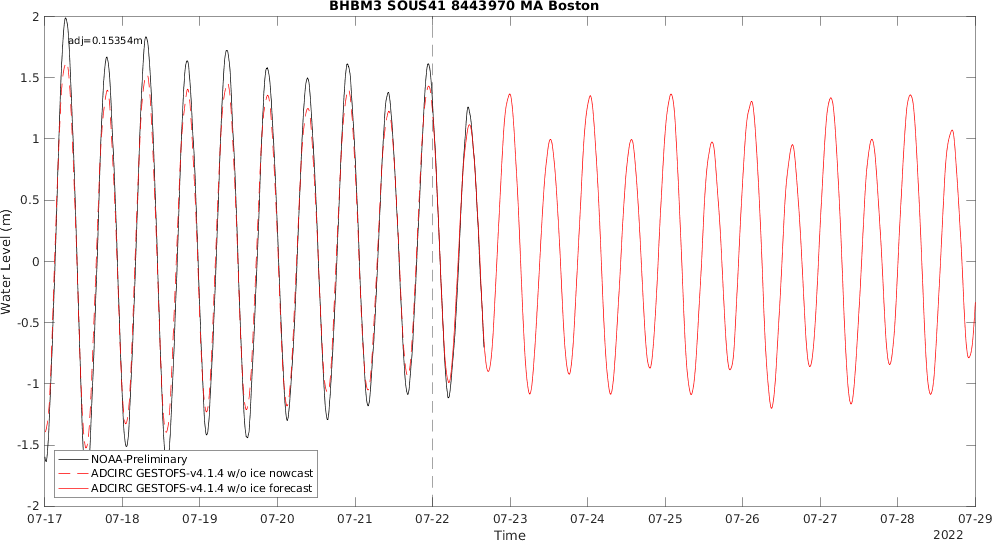 BHBM3 SOUS41 8443970 MA Boston
adj=0.15354m
2
1.5
1
0.5
0
-0.5
-1
-1.5
-2
Water Level (m)
NOAA-Preliminary
ADCIRC GESTOFS-v4.1.4 w/o ice nowcast
ADCIRC GESTOFS-v4.1.4 w/o ice forecast
07-17 07-18 07-19 07-20 07-21 07-22 07-23 07-24 07-25 07-26 07-27 07-28 07-29
Time
2022